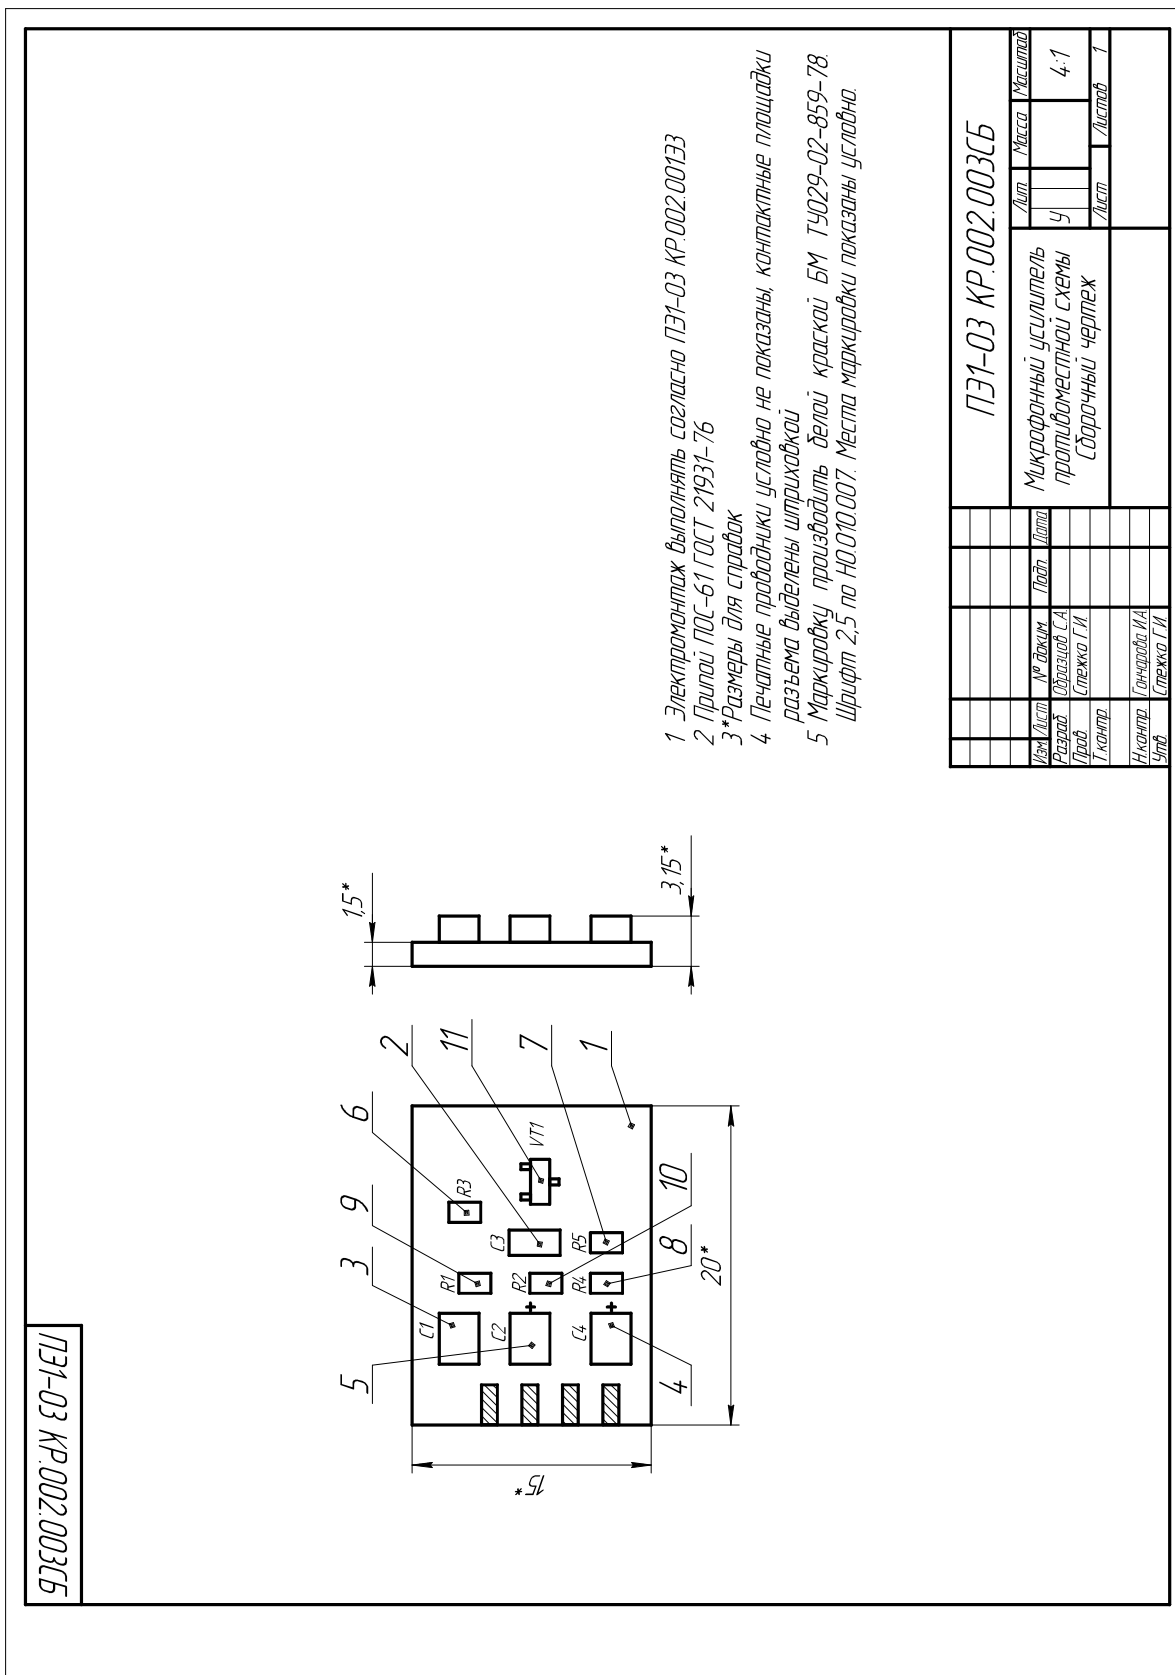 ПЭ1-03 КР.002.003СБ
15*
20*
1,5*
3,15*
5
3
9
6
2
11
7
1
4
8
10
C1
C2
C4
R1
R2
R4
C3
R5
R3
VT1
1 Электромонтаж выполнять согласно ПЭ1-03 КР.002.001ЭЗ
2 Припой ПОС-61 ГОСТ 21931-76
3*Размеры для справок
4 Печатные проводники условно не показаны, контактные площадки
разъема выделены штриховкой
5 Маркировку производить белой краской БМ ТУ029-02-859-78.
Шрифт 2,5 по НО.010.007. Места маркировки показаны условно.
ПЭ1-03 КР.002.003СБ
Изм. Лист № докум. Подп. Дата
Разраб. Образцов С.А.
Пров. Стежко Г.И.
Т.контр.
Н.контр. Гончарова И.А.
Утв. Стежко Г.И.
Микрофонный усилитель
противоместной схемы
Сборочный чертеж
Лит. Масса Масштаб
У 4:1
Лист Листов 1